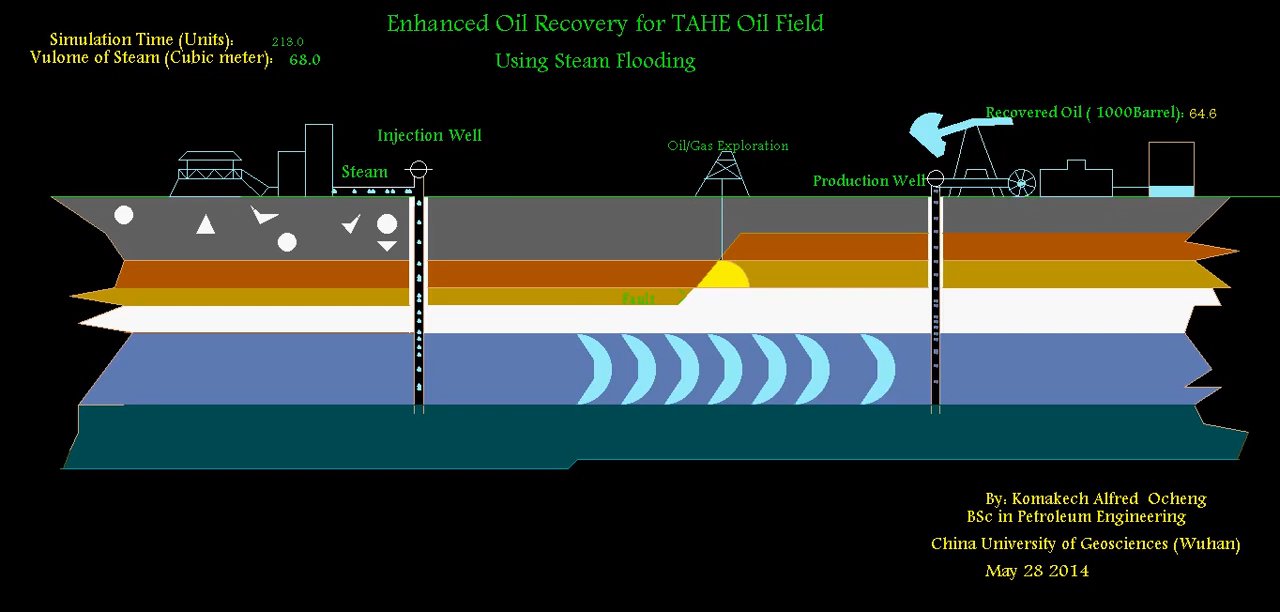 Enhanced Oil Recovery for TAHE Oil Field
Simulation Time (Units): 213.0
Vulome of Steam (Cubic meter): 68.0
Using Steam Flooding
Recovered Oil ( 1000Barrel): 64.6
Injection Well
Oil/Gas Exploration
Steam
Production Well
Fault
By: Komakech Alfred Ocheng
BSc in Petroleum Engineering
China University of Geosciences (Wuhan)
May 28 2014